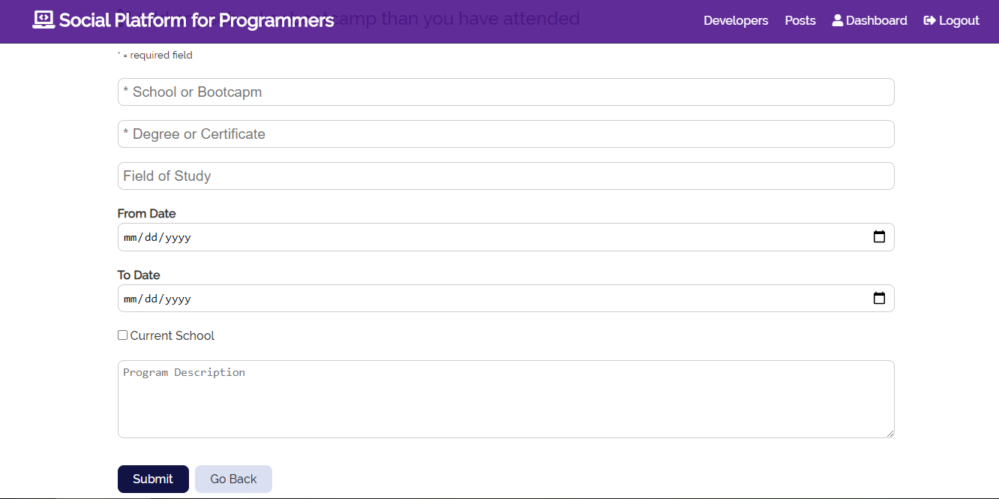 Social Platform for Programmers
camp than you have attended
Developers Posts Dashboard Logout
* = required field
* School or Bootcapm
* Degree or Certificate
Field of Study
From Date
mm/dd/yyyy
To Date
mm/dd/yyyy
Current School
Program Description
Submit Go Back